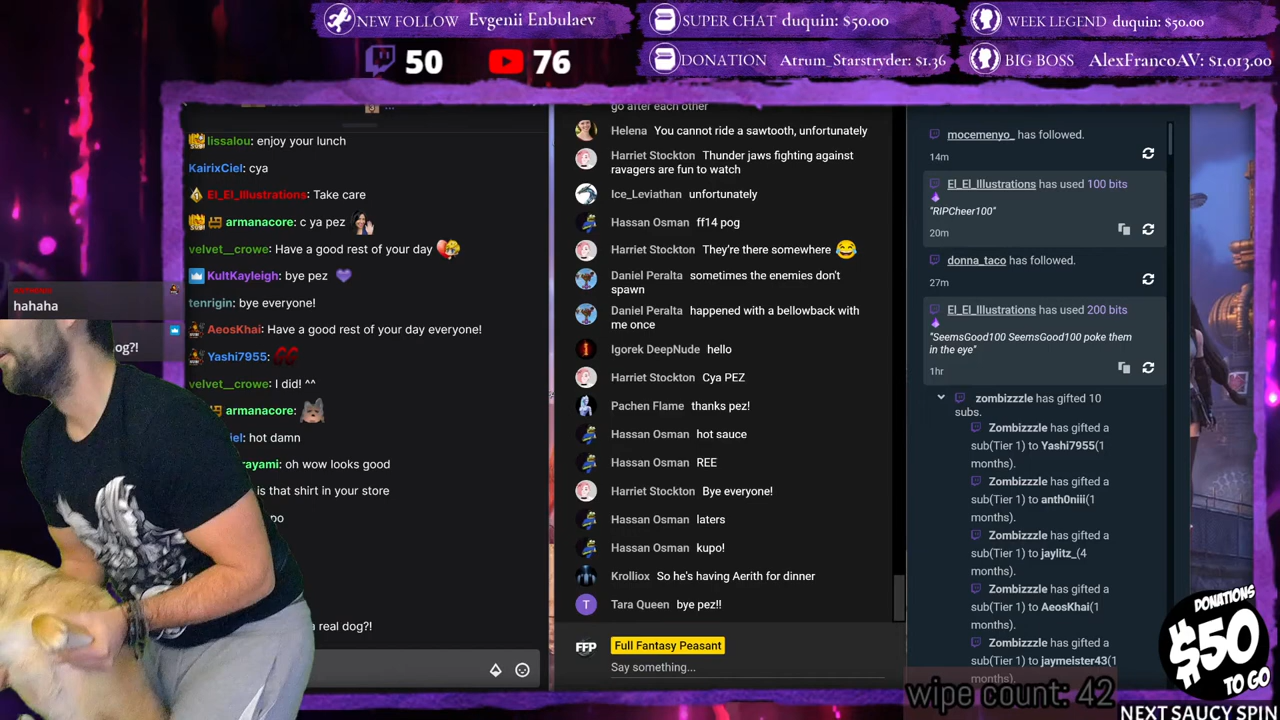 NEW FOLLOW Evgenii Enbulaev
SUPER CHAT duquin: $50.00
WEEK LEGEND duquin: $50.00
50
76
DONATION Atrum_Starstryder: $1.36
BIG BOSS AlexFrancoAV: $1,013.00
lissalou: enjoy your lunch
KairixCiel: cya
El_El_Illustrations: Take care
armanacore: c ya pez
velvet__crowe: Have a good rest of your day
KultKayleigh: bye pez
tenrigin: bye everyone!
AeosKhai: Have a good rest of your day everyone!
Yashi7955:
velvet__crowe: I did! ^^
armanacore:
iel: hot damn
rayami: oh wow looks good
is that shirt in your store
po
a real dog?!
hahaha
og?!
go after each other
Helena You cannot ride a sawtooth, unfortunately
Harriet Stockton Thunder jaws fighting against
ravagers are fun to watch
Ice_Leviathan unfortunately
Hassan Osman ff14 pog
Harriet Stockton They're there somewhere
Daniel Peralta sometimes the enemies don't
spawn
Daniel Peralta happened with a bellowback with
me once
Igorek DeepNude hello
Harriet Stockton Cya PEZ
Pachen Flame thanks pez!
Hassan Osman hot sauce
Hassan Osman REE
Harriet Stockton Bye everyone!
Hassan Osman laters
Hassan Osman kupo!
Krolliox So he's having Aerith for dinner
T Tara Queen bye pez!!
FFP Full Fantasy Peasant
Say something...
mocemenyo_ has followed.
14m
El_El_Illustrations has used 100 bits
"RIPCheer100"
20m
donna_taco has followed.
27m
El_El_Illustrations has used 200 bits
"SeemsGood100 SeemsGood100 poke them
in the eye"
1hr
zombizzzle has gifted 10
subs.
Zombizzzle has gifted a
sub(Tier 1) to Yashi7955(1
months).
Zombizzzle has gifted a
sub(Tier 1) to anth0niii(1
months).
Zombizzzle has gifted a
sub(Tier 1) to jaylitz_(4
months).
Zombizzzle has gifted a
sub(Tier 1) to AeosKhai(1
months).
Zombizzzle has gifted a
sub(Tier 1) to jaymeister43(1
months).
wipe count: 42
DONATIONS
$50
TO GO
NEXT SAUCY SPIN